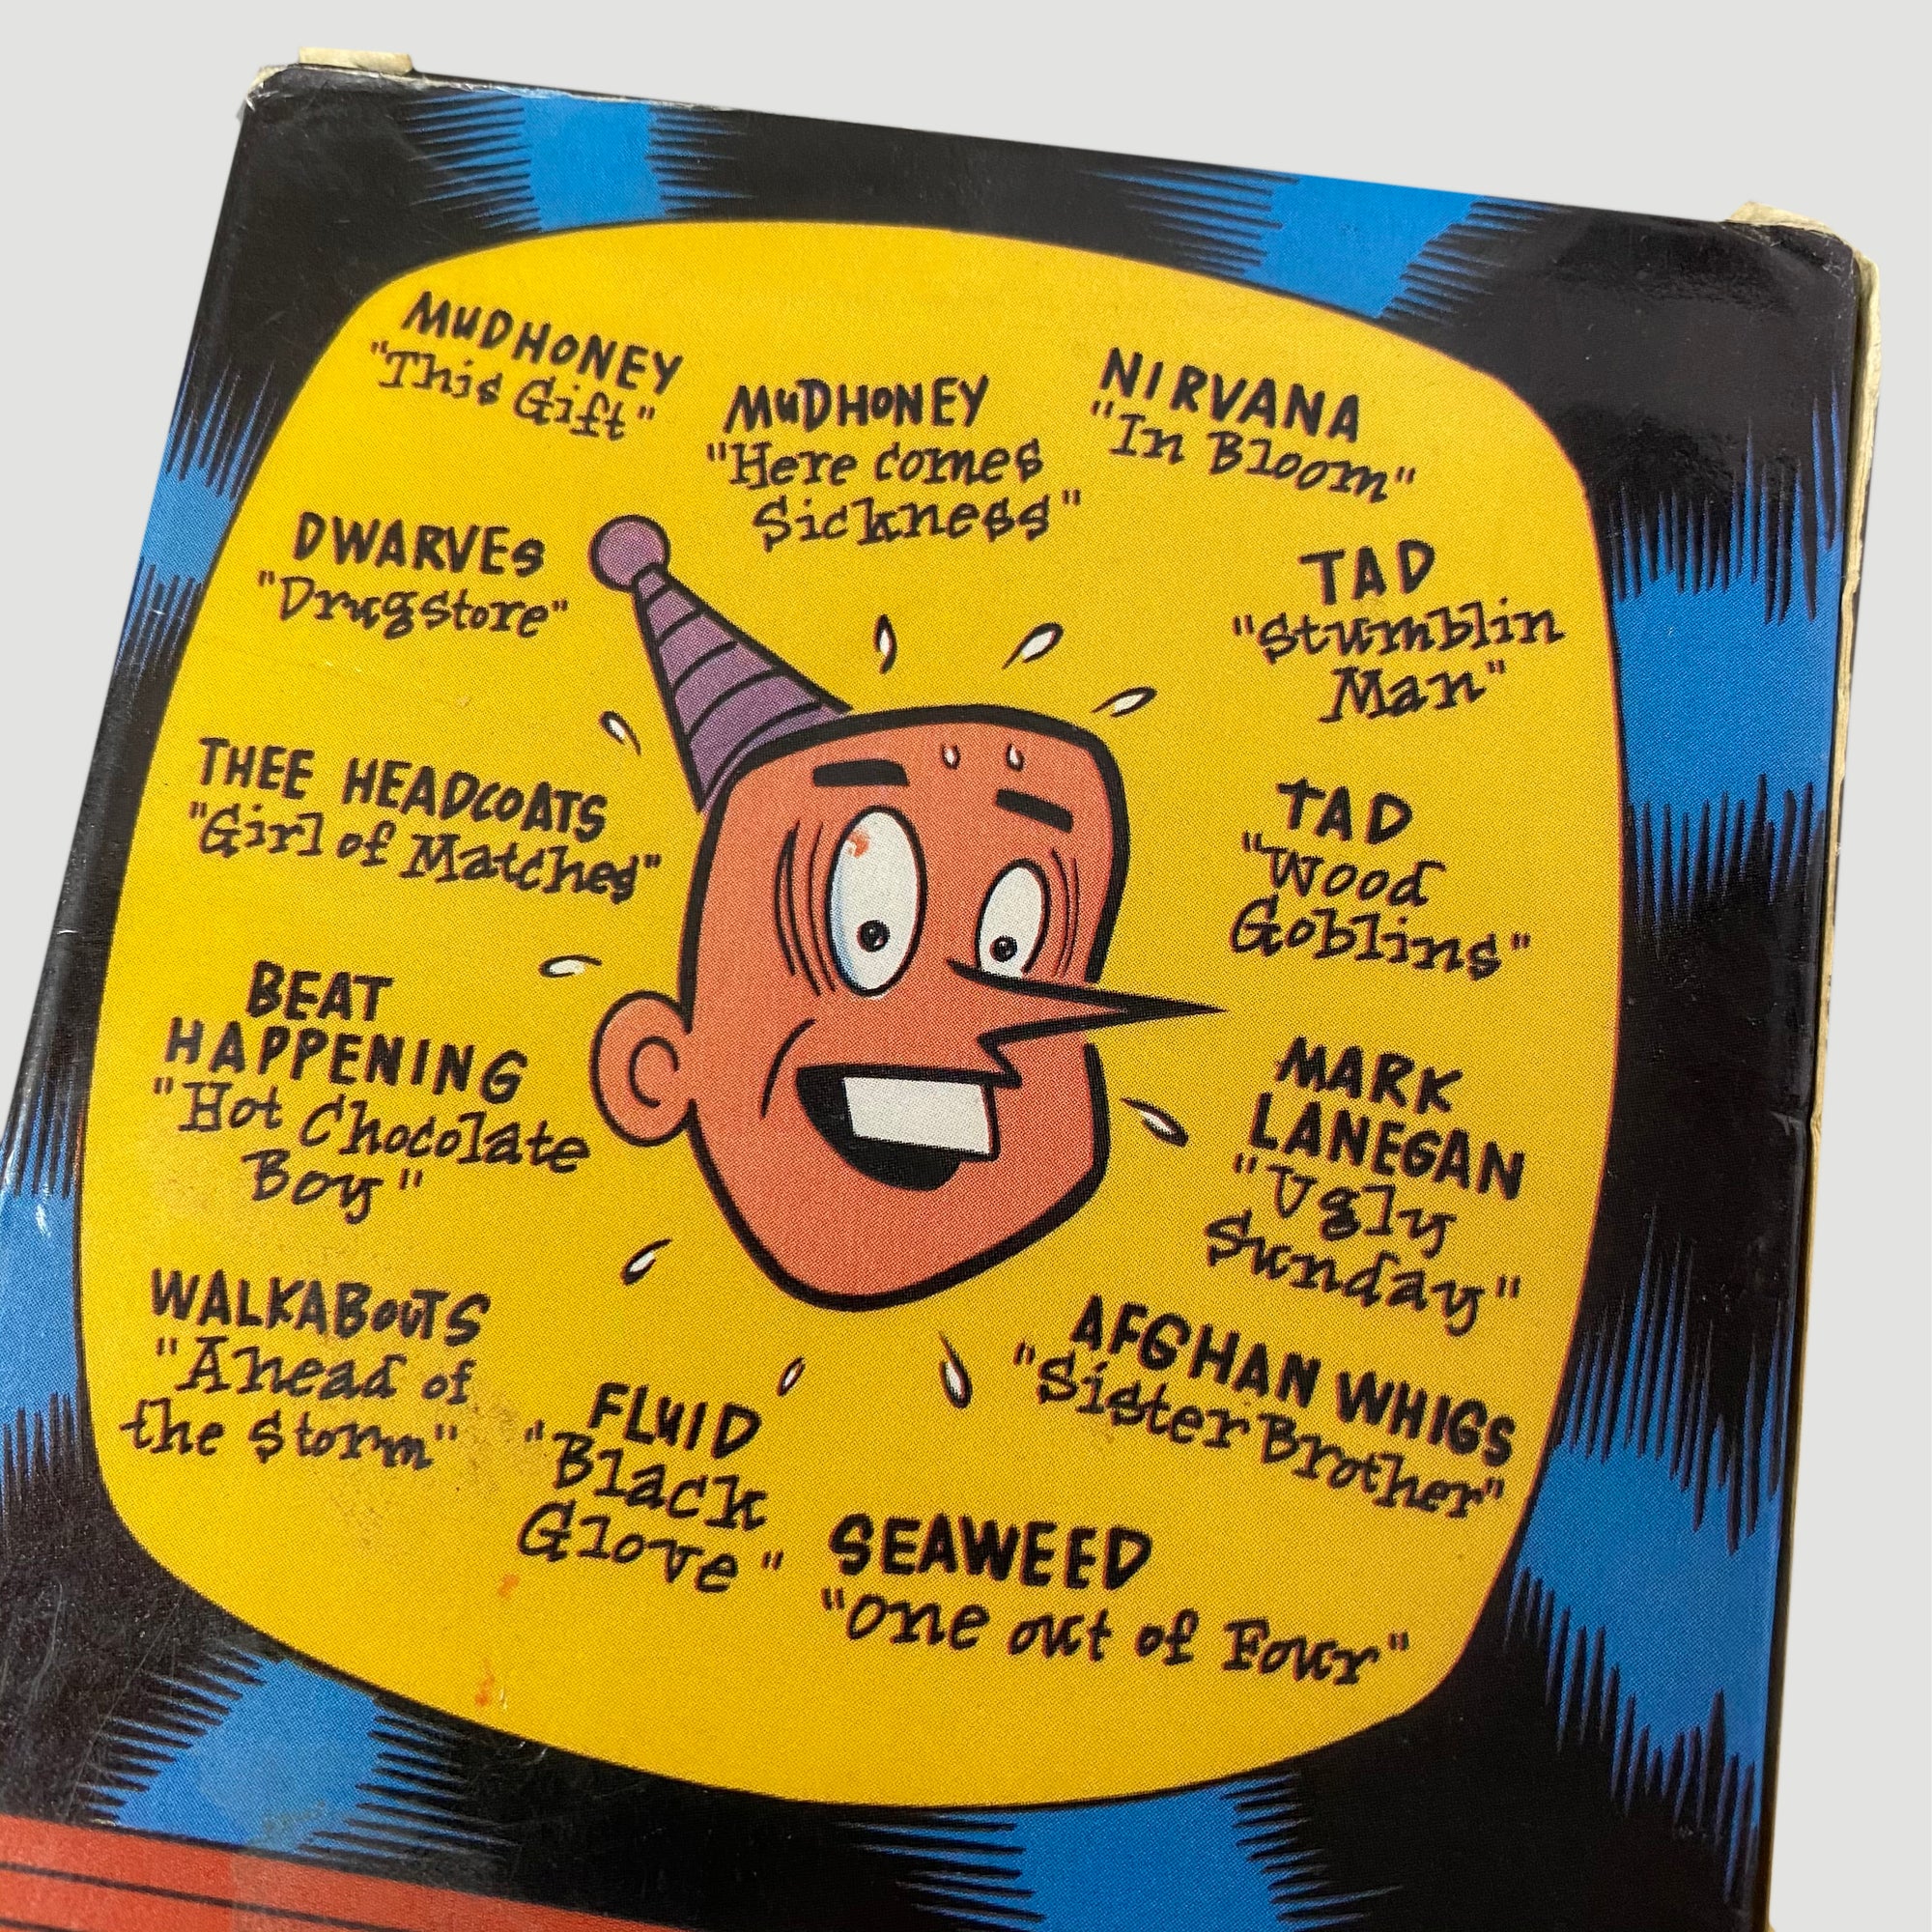 MUDHONEY
"This Gift"
MUDHONEY
"Here comes
Sickness"
NIRVANA
"In Bloom"
DWARVES
"Drugstore"
TAD
"Stumblin
Man"
THEE HEADCOATS
"Girl of Matches"
TAD
"Wood
Goblins"
BEAT
HAPPENING
"Hot Chocolate
Boy"
MARK
LANEGAN
"Ugly
Sunday"
WALKABOUTS
"Ahead of
the Storm"
AFGHAN WHIGS
"Sister Brother"
FLUID
"Black
Glove"
SEAWEED
"One out of Four"